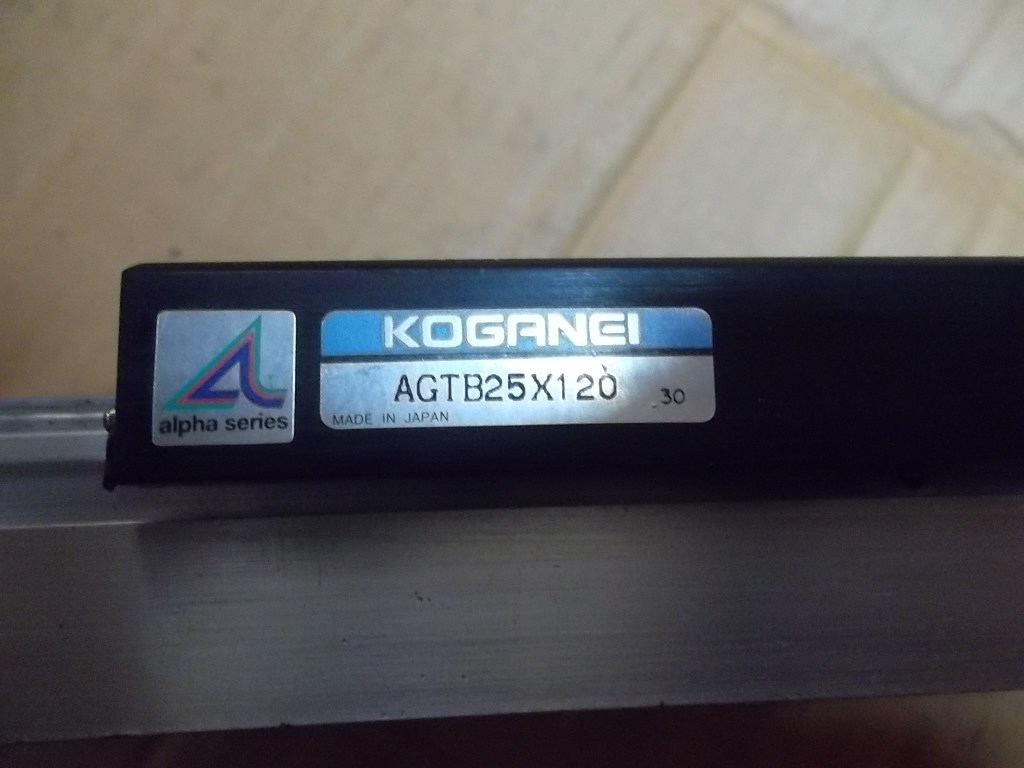 KOGANEI
AGTB25X120
30
MADE IN JAPAN
alpha series